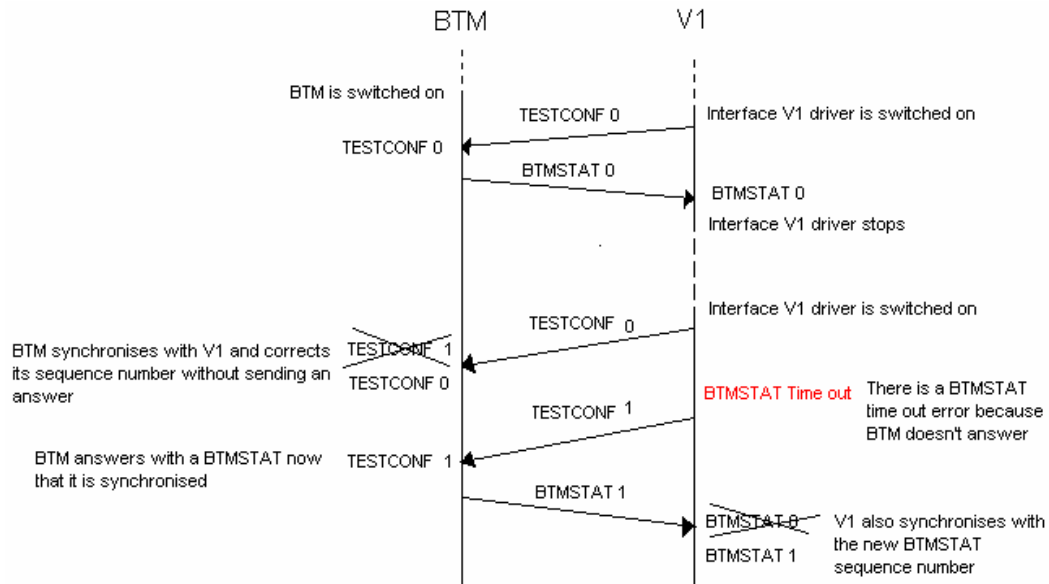 BTM
V1
BTM is switched on
TESTCONF 0
Interface V1 driver is switched on
TESTCONF 0
BTMSTAT 0
BTMSTAT 0
Interface V1 driver stops
Interface V1 driver is switched on
TESTCONF 0
BTM synchronises with V1 and corrects
its sequence number without sending an
answer
TESTCONF 1
TESTCONF 0
BTMSTAT Time out
There is a BTMSTAT
time out error because
BTM doesn't answer
TESTCONF 1
BTM answers with a BTMSTAT now
that it is synchronised
TESTCONF 1
BTMSTAT 1
BTMSTAT 0
BTMSTAT 1
V1 also synchronises with
the new BTMSTAT
sequence number